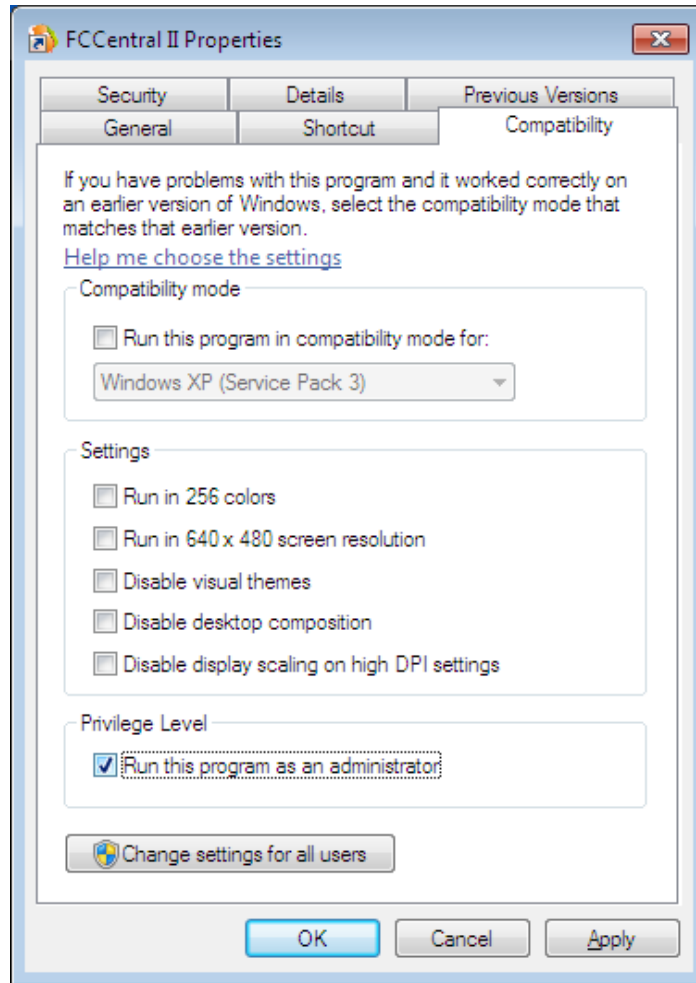 FCCentral II Properties
Security Details Previous Versions
General Shortcut Compatibility
If you have problems with this program and it worked correctly on
an earlier version of Windows, select the compatibility mode that
matches that earlier version.
Help me choose the settings
Compatibility mode
Run this program in compatibility mode for:
Windows XP (Service Pack 3)
Settings
Run in 256 colors
Run in 640 x 480 screen resolution
Disable visual themes
Disable desktop composition
Disable display scaling on high DPI settings
Privilege Level
Run this program as an administrator
Change settings for all users
OK Cancel Apply